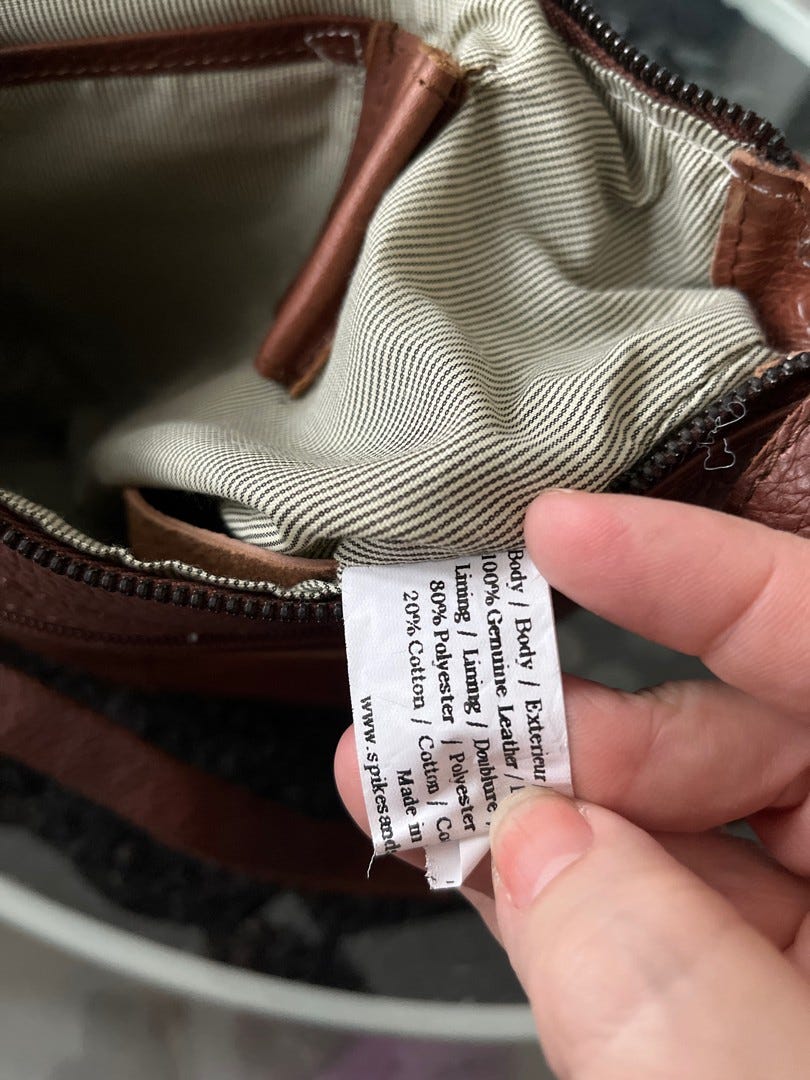 Body / Body / Exterieur
100% Genuine Leather /
Lining / Lining / Doublure /
80% Polyester / Polyester
20% Cotton / Cotton / Co
Made in
www.spikesand